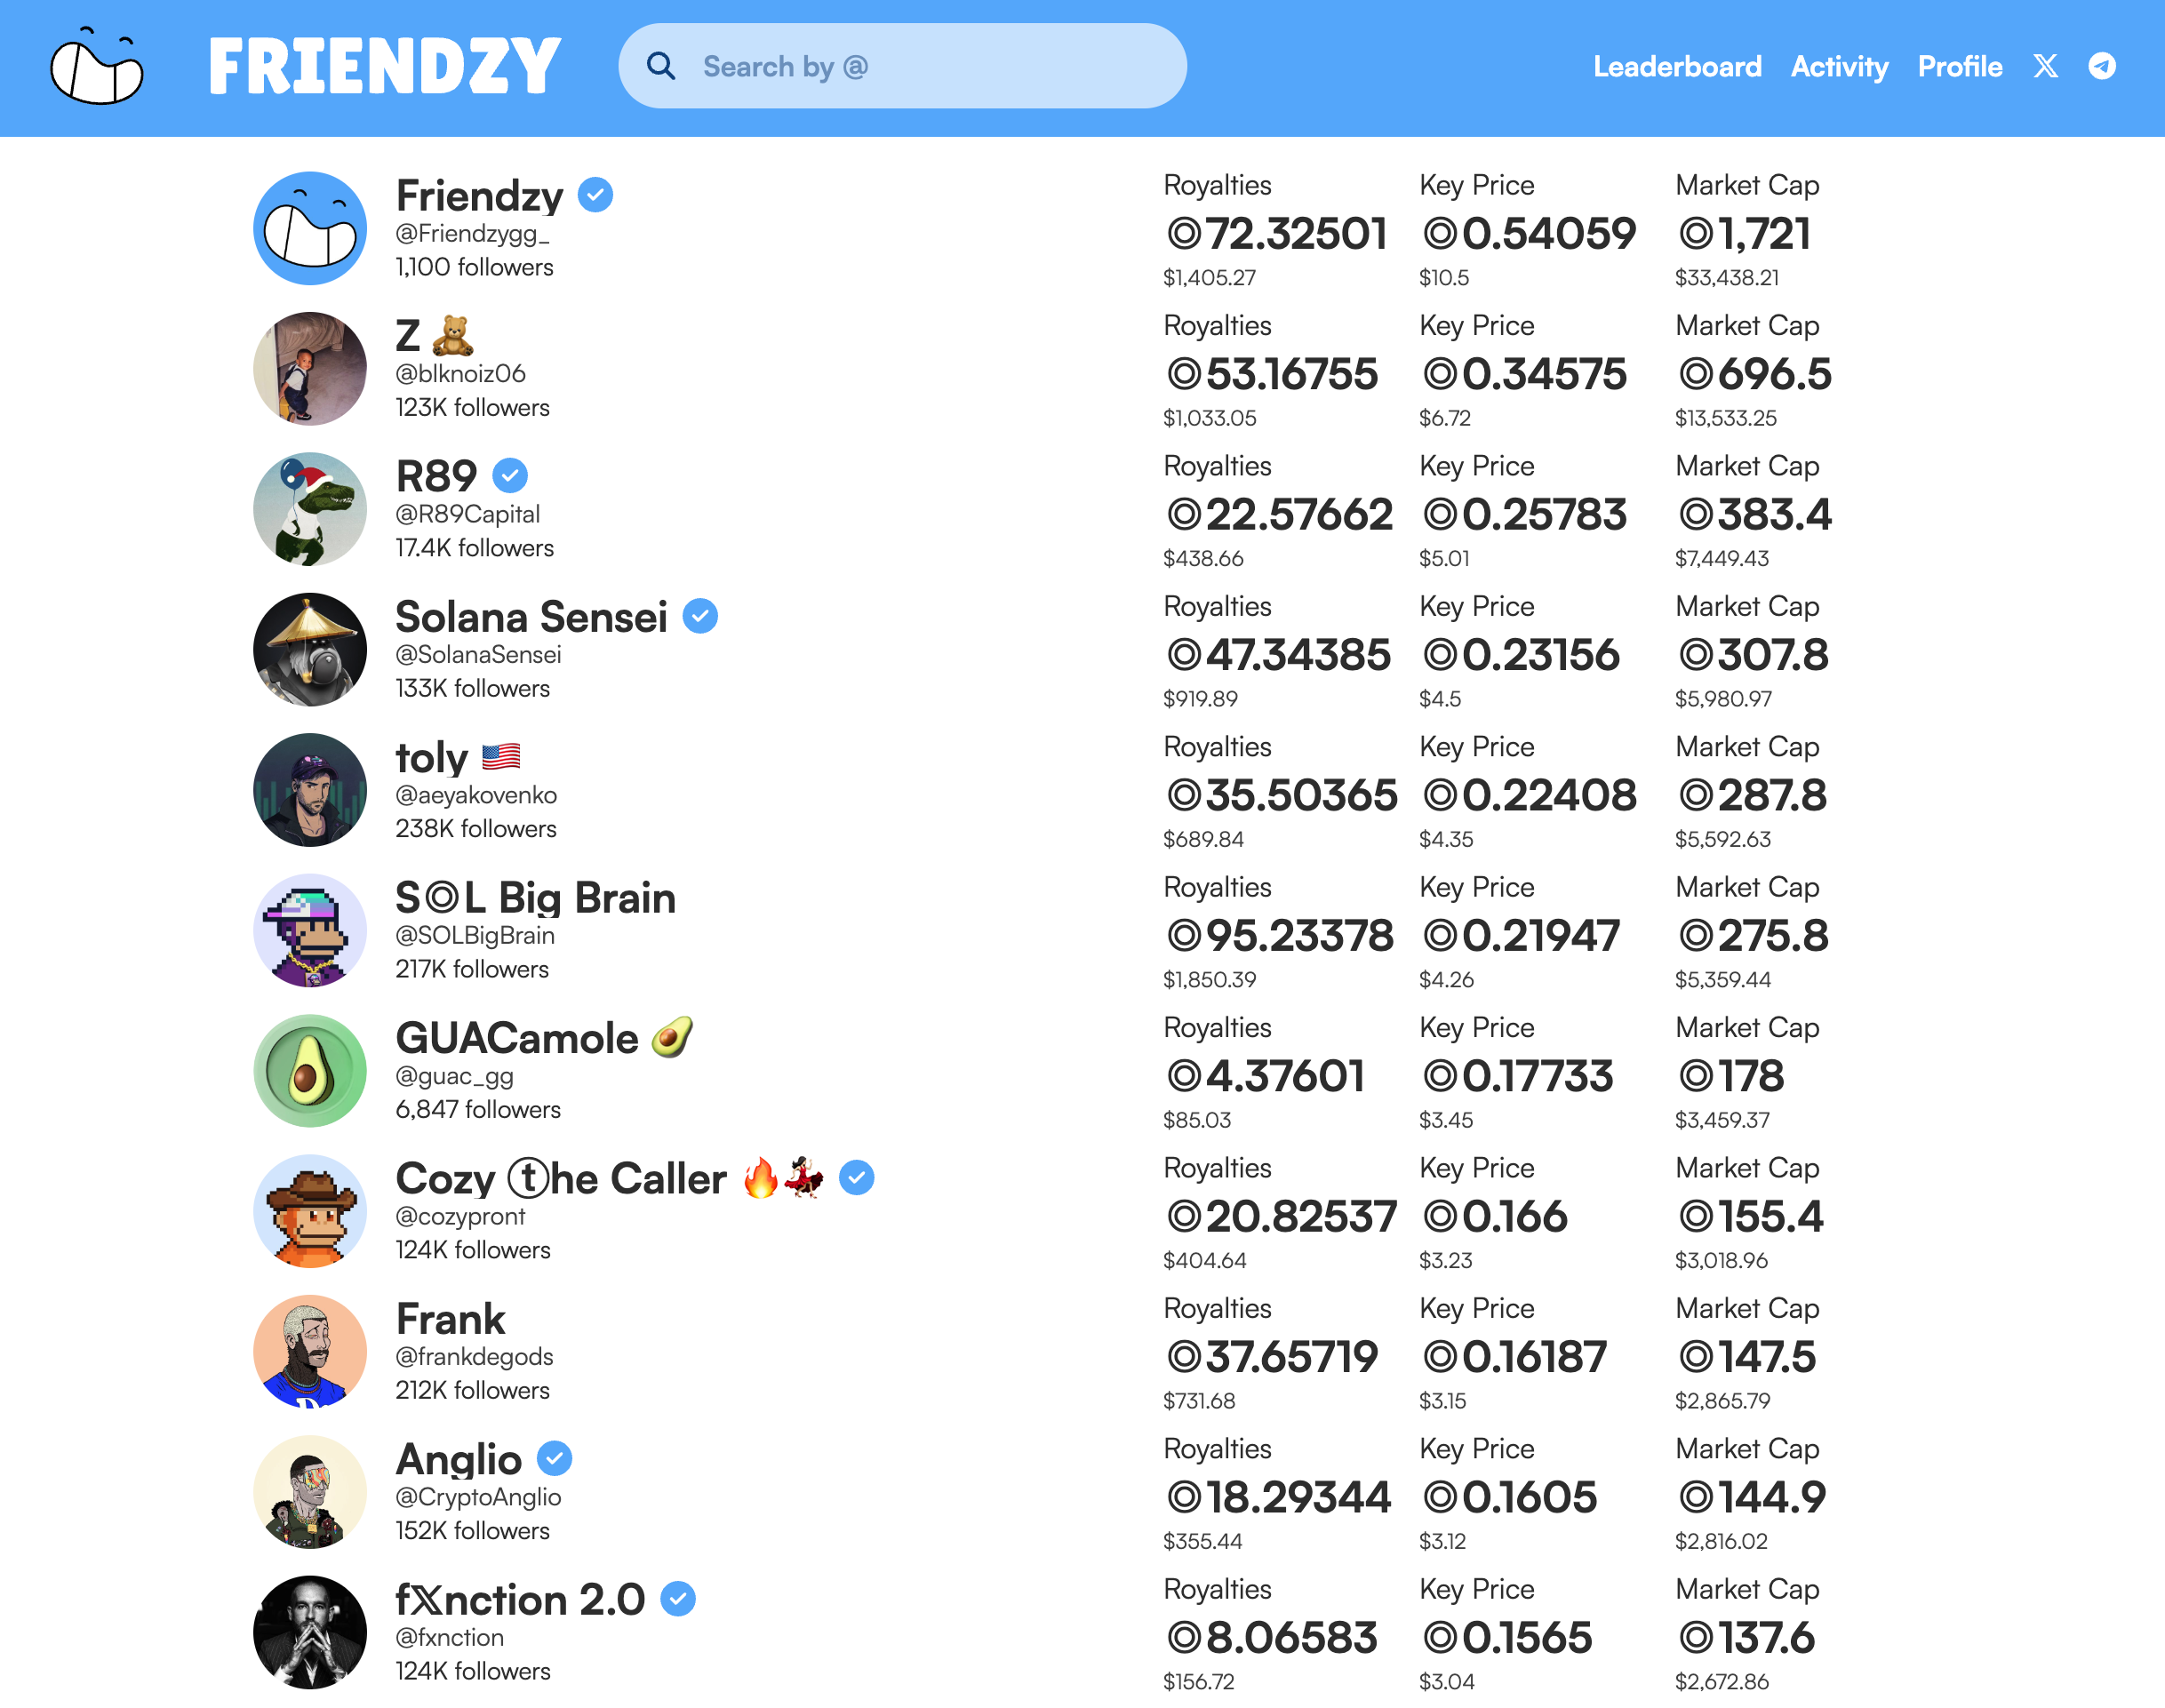 FRIENDZY
Search by @
Leaderboard Activity Profile 𝕏
Friendzy
@Friendzygg_
1,100 followers
Royalties Key Price Market Cap
◎72.32501 ◎0.54059 ◎1,721
$1,405.27 $10.5 $33,438.21
Z 🧸
@blknoiz06
123K followers
Royalties Key Price Market Cap
◎53.16755 ◎0.34575 ◎696.5
$1,033.05 $6.72 $13,533.25
R89
@R89Capital
17.4K followers
Royalties Key Price Market Cap
◎22.57662 ◎0.25783 ◎383.4
$438.66 $5.01 $7,449.43
Solana Sensei
@SolanaSensei
133K followers
Royalties Key Price Market Cap
◎47.34385 ◎0.23156 ◎307.8
$919.89 $4.5 $5,980.97
toly 🇺🇸
@aeyakovenko
238K followers
Royalties Key Price Market Cap
◎35.50365 ◎0.22408 ◎287.8
$689.84 $4.35 $5,592.63
S◎L Big Brain
@SOLBigBrain
217K followers
Royalties Key Price Market Cap
◎95.23378 ◎0.21947 ◎275.8
$1,850.39 $4.26 $5,359.44
GUACamole 🥑
@guac_gg
6,847 followers
Royalties Key Price Market Cap
◎4.37601 ◎0.17733 ◎178
$85.03 $3.45 $3,459.37
Cozy ⓣhe Caller 🔥💃🏻
@cozypront
124K followers
Royalties Key Price Market Cap
◎20.82537 ◎0.166 ◎155.4
$404.64 $3.23 $3,018.96
Frank
@frankdegods
212K followers
Royalties Key Price Market Cap
◎37.65719 ◎0.16187 ◎147.5
$731.68 $3.15 $2,865.79
Anglio
@CryptoAnglio
152K followers
Royalties Key Price Market Cap
◎18.29344 ◎0.1605 ◎144.9
$355.44 $3.12 $2,816.02
f𝕏nction 2.0
@fxnction
124K followers
Royalties Key Price Market Cap
◎8.06583 ◎0.1565 ◎137.6
$156.72 $3.04 $2,672.86